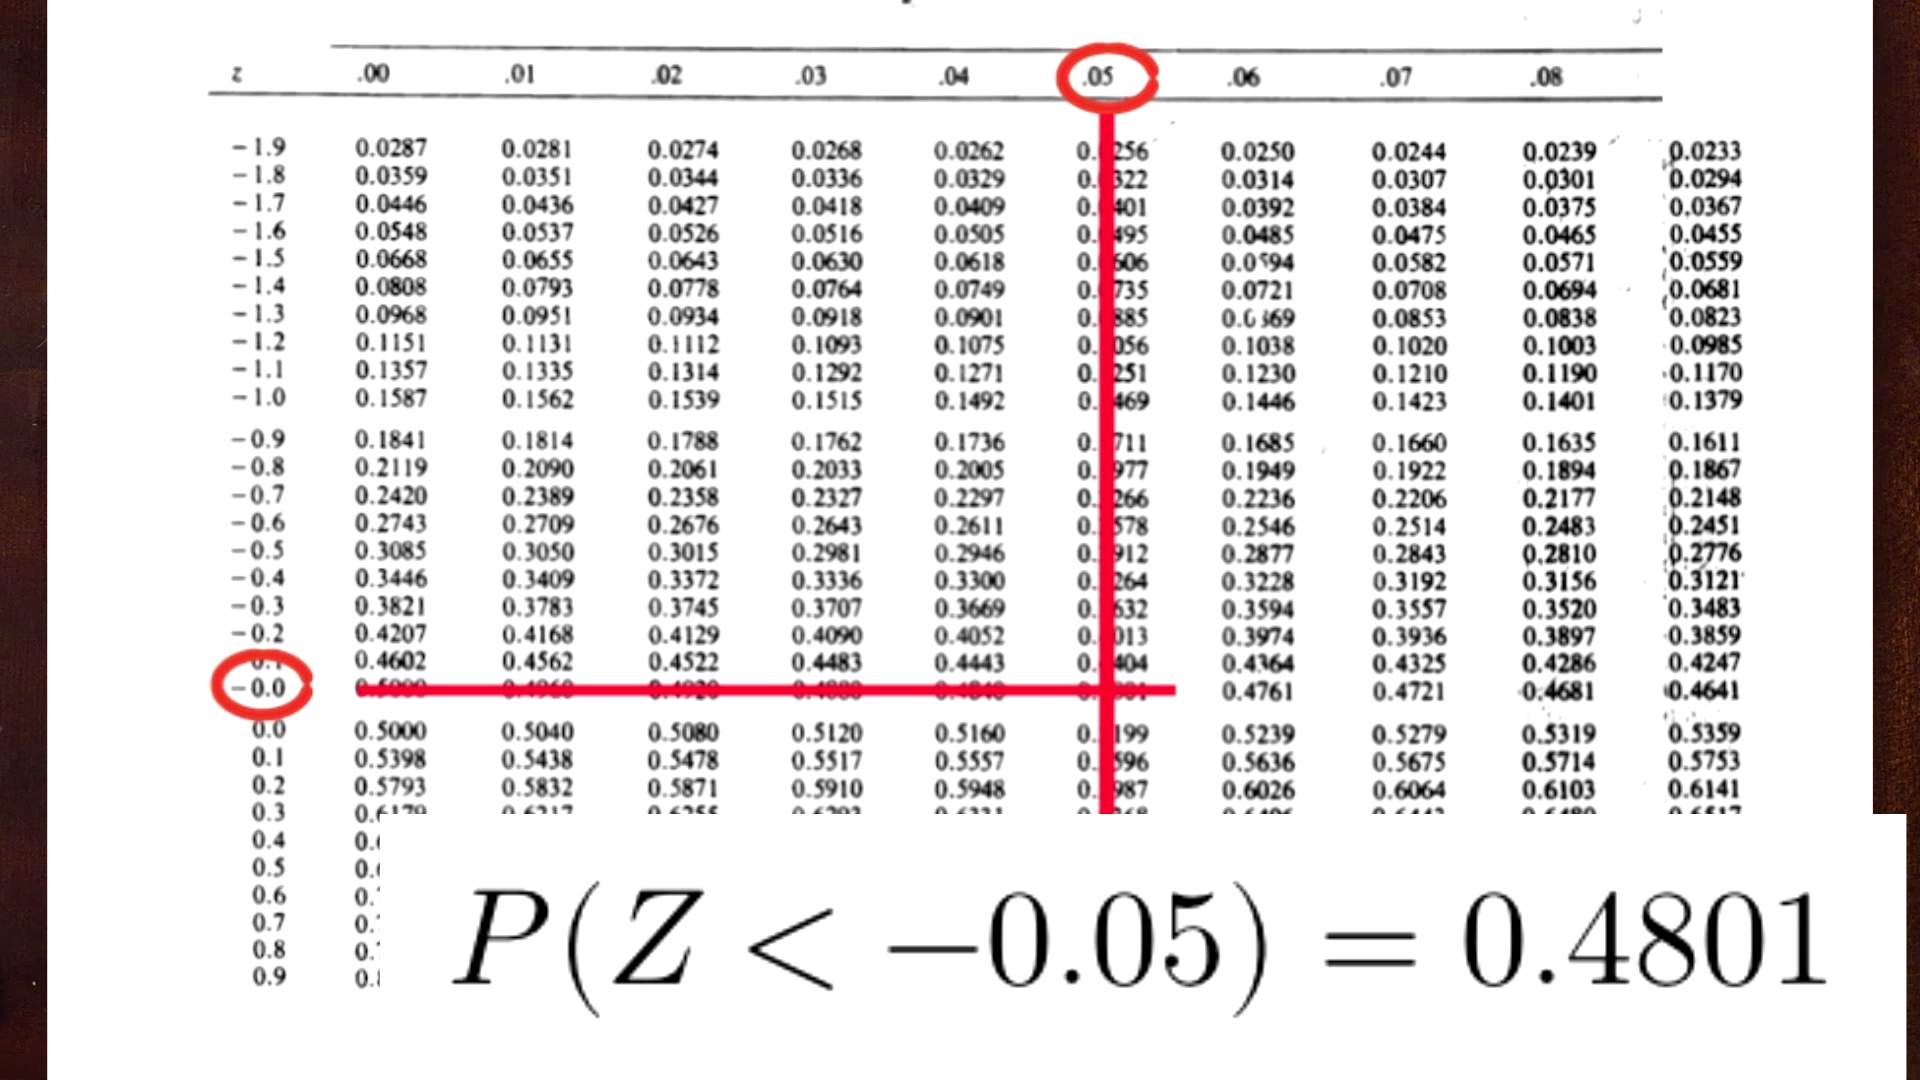 z .00 .01 .02 .03 .04 .05 .06 .07 .08
−1.9 0.0287 0.0281 0.0274 0.0268 0.0262 0.0250 0.0244 0.0239 0.0233
−1.8 0.0359 0.0351 0.0344 0.0336 0.0329 0.0314 0.0307 0.0301 0.0294
−1.7 0.0446 0.0436 0.0427 0.0418 0.0409 0.0392 0.0384 0.0375 0.0367
−1.6 0.0548 0.0537 0.0526 0.0516 0.0505 0.0485 0.0475 0.0465 0.0455
−1.5 0.0668 0.0655 0.0643 0.0630 0.0618 0.0594 0.0582 0.0571 0.0559
−1.4 0.0808 0.0793 0.0778 0.0764 0.0749 0.0721 0.0708 0.0694 0.0681
−1.3 0.0968 0.0951 0.0934 0.0918 0.0901 0.0853 0.0838 0.0823
−1.2 0.1151 0.1131 0.1112 0.1093 0.1075 0.1038 0.1020 0.1003 0.0985
−1.1 0.1357 0.1335 0.1314 0.1292 0.1271 0.1230 0.1210 0.1190 0.1170
−1.0 0.1587 0.1562 0.1539 0.1515 0.1492 0.1446 0.1423 0.1401 0.1379
−0.9 0.1841 0.1814 0.1788 0.1762 0.1736 0.1685 0.1660 0.1635 0.1611
−0.8 0.2119 0.2090 0.2061 0.2033 0.2005 0.1949 0.1922 0.1894 0.1867
−0.7 0.2420 0.2389 0.2358 0.2327 0.2297 0.2236 0.2206 0.2177 0.2148
−0.6 0.2743 0.2709 0.2676 0.2643 0.2611 0.2546 0.2514 0.2483 0.2451
−0.5 0.3085 0.3050 0.3015 0.2981 0.2946 0.2877 0.2843 0.2810 0.2776
−0.4 0.3446 0.3409 0.3372 0.3336 0.3300 0.3228 0.3192 0.3156 0.3121
−0.3 0.3821 0.3783 0.3745 0.3707 0.3669 0.3594 0.3557 0.3520 0.3483
−0.2 0.4207 0.4168 0.4129 0.4090 0.4052 0.3974 0.3936 0.3897 0.3859
0.4602 0.4562 0.4522 0.4483 0.4443 0.4364 0.4325 0.4286 0.4247
−0.0 0.4761 0.4721 0.4681 0.4641
0.0 0.5000 0.5040 0.5080 0.5120 0.5160 0.5239 0.5279 0.5319 0.5359
0.1 0.5398 0.5438 0.5478 0.5517 0.5557 0.5636 0.5675 0.5714 0.5753
0.2 0.5793 0.5832 0.5871 0.5910 0.5948 0.6026 0.6064 0.6103 0.6141
0.3
0.4
0.5
0.6
0.7
0.8
0.9
P(Z < −0.05) = 0.4801